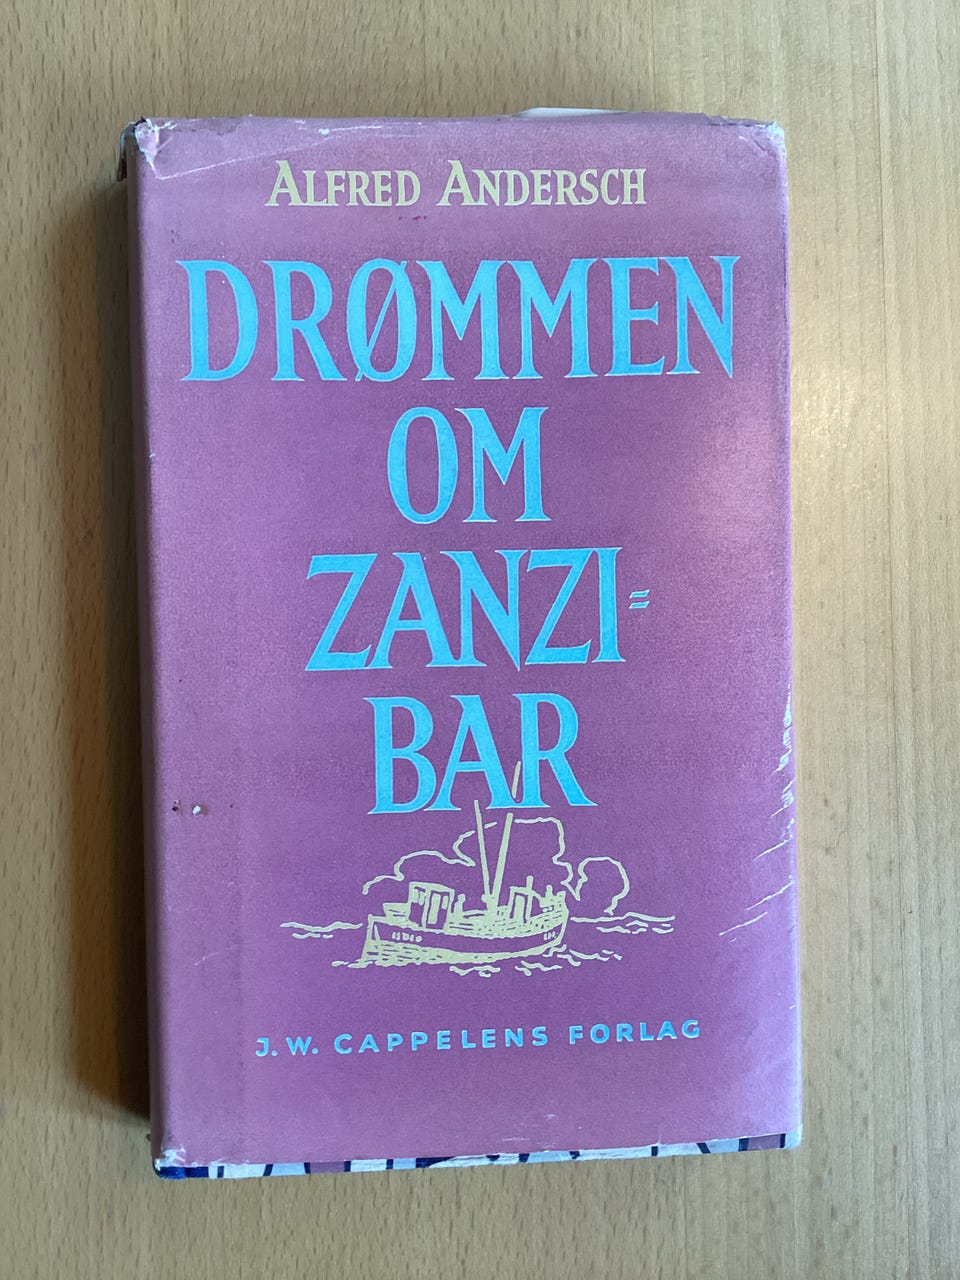 ALFRED ANDERSCH
DRØMMEN
OM
ZANZI=
BAR
J. W. CAPPELENS FORLAG